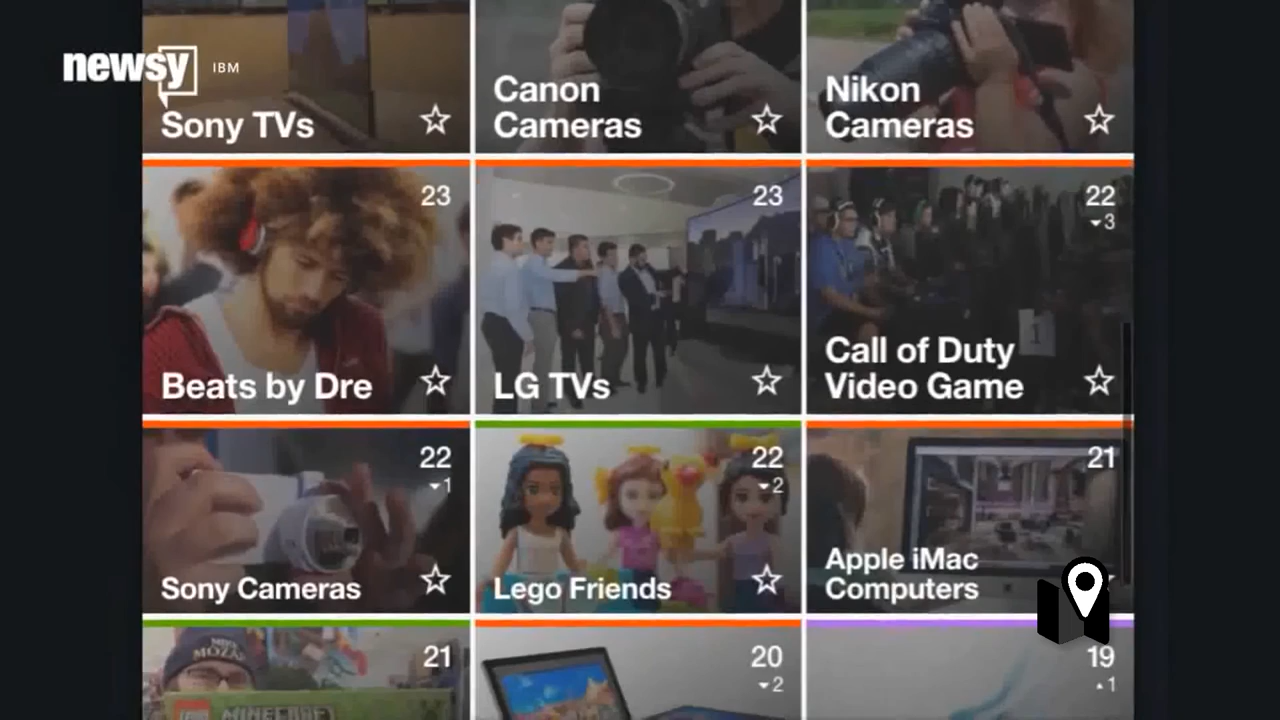 newsy
IBM
Sony TVs
Canon
Cameras
Nikon
Cameras
23
Beats by Dre
23
LG TVs
22
3
Call of Duty
Video Game
1
22
1
Sony Cameras
22
2
Lego Friends
21
Apple iMac
Computers
21
MINECRAFT
20
2
19
1